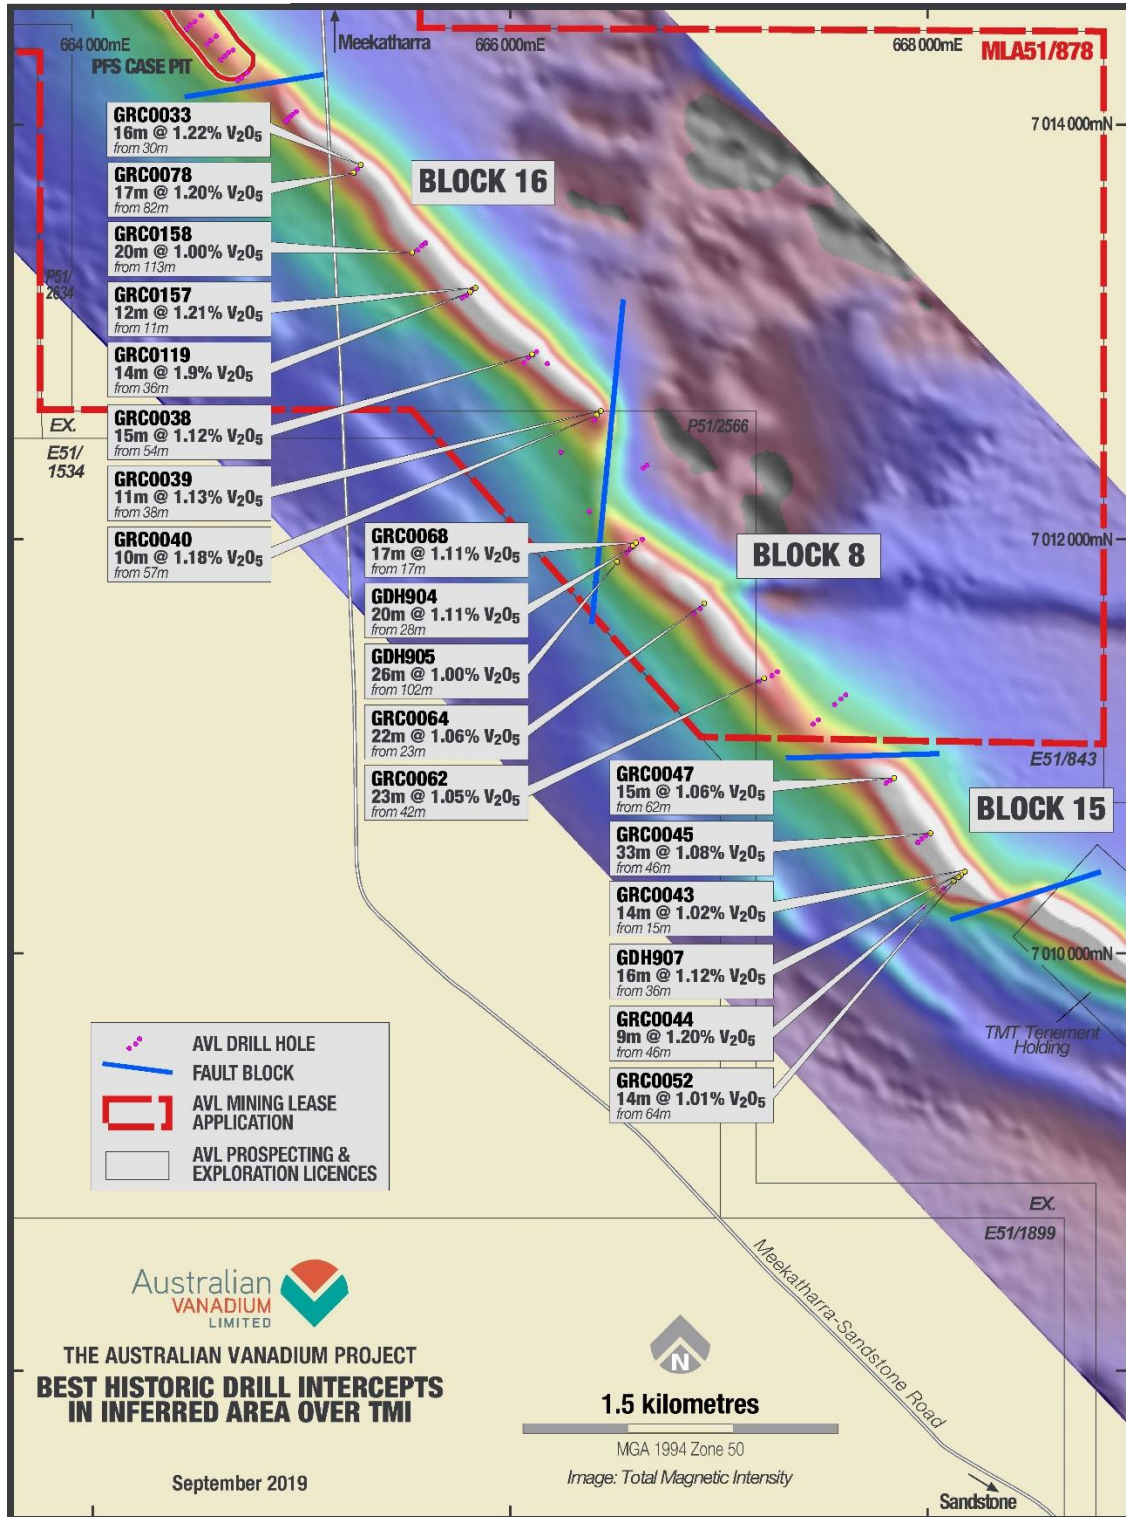 664 000mE
Meekatharra
666 000mE
668 000mE
MLA51/878
PFS CASE PIT
7 014 000mN
GRC0033
16m @ 1.22% V₂O₅
from 30m
BLOCK 16
GRC0078
17m @ 1.20% V₂O₅
from 82m
GRC0158
20m @ 1.00% V₂O₅
from 113m
P51/
2634
GRC0157
12m @ 1.21% V₂O₅
from 11m
GRC0119
14m @ 1.9% V₂O₅
from 36m
GRC0038
15m @ 1.12% V₂O₅
from 54m
EX.
E51/
1534
P51/2566
GRC0039
11m @ 1.13% V₂O₅
from 38m
GRC0040
10m @ 1.18% V₂O₅
from 57m
GRC0068
17m @ 1.11% V₂O₅
from 17m
7 012 000mN
BLOCK 8
GDH904
20m @ 1.11% V₂O₅
from 28m
GDH905
26m @ 1.00% V₂O₅
from 102m
GRC0064
22m @ 1.06% V₂O₅
from 23m
GRC0062
23m @ 1.05% V₂O₅
from 42m
E51/843
GRC0047
15m @ 1.06% V₂O₅
from 62m
BLOCK 15
GRC0045
33m @ 1.08% V₂O₅
from 46m
GRC0043
14m @ 1.02% V₂O₅
from 15m
7 010 000mN
GDH907
16m @ 1.12% V₂O₅
from 36m
GRC0044
9m @ 1.20% V₂O₅
from 46m
TMT Tenement
Holding
GRC0052
14m @ 1.01% V₂O₅
from 64m
AVL DRILL HOLE
FAULT BLOCK
AVL MINING LEASE
APPLICATION
AVL PROSPECTING &
EXPLORATION LICENCES
EX.
E51/1899
Meekatharra-Sandstone Road
Australian
VANADIUM
LIMITED
THE AUSTRALIAN VANADIUM PROJECT
BEST HISTORIC DRILL INTERCEPTS
IN INFERRED AREA OVER TMI
September 2019
N
1.5 kilometres
MGA 1994 Zone 50
Image: Total Magnetic Intensity
Sandstone